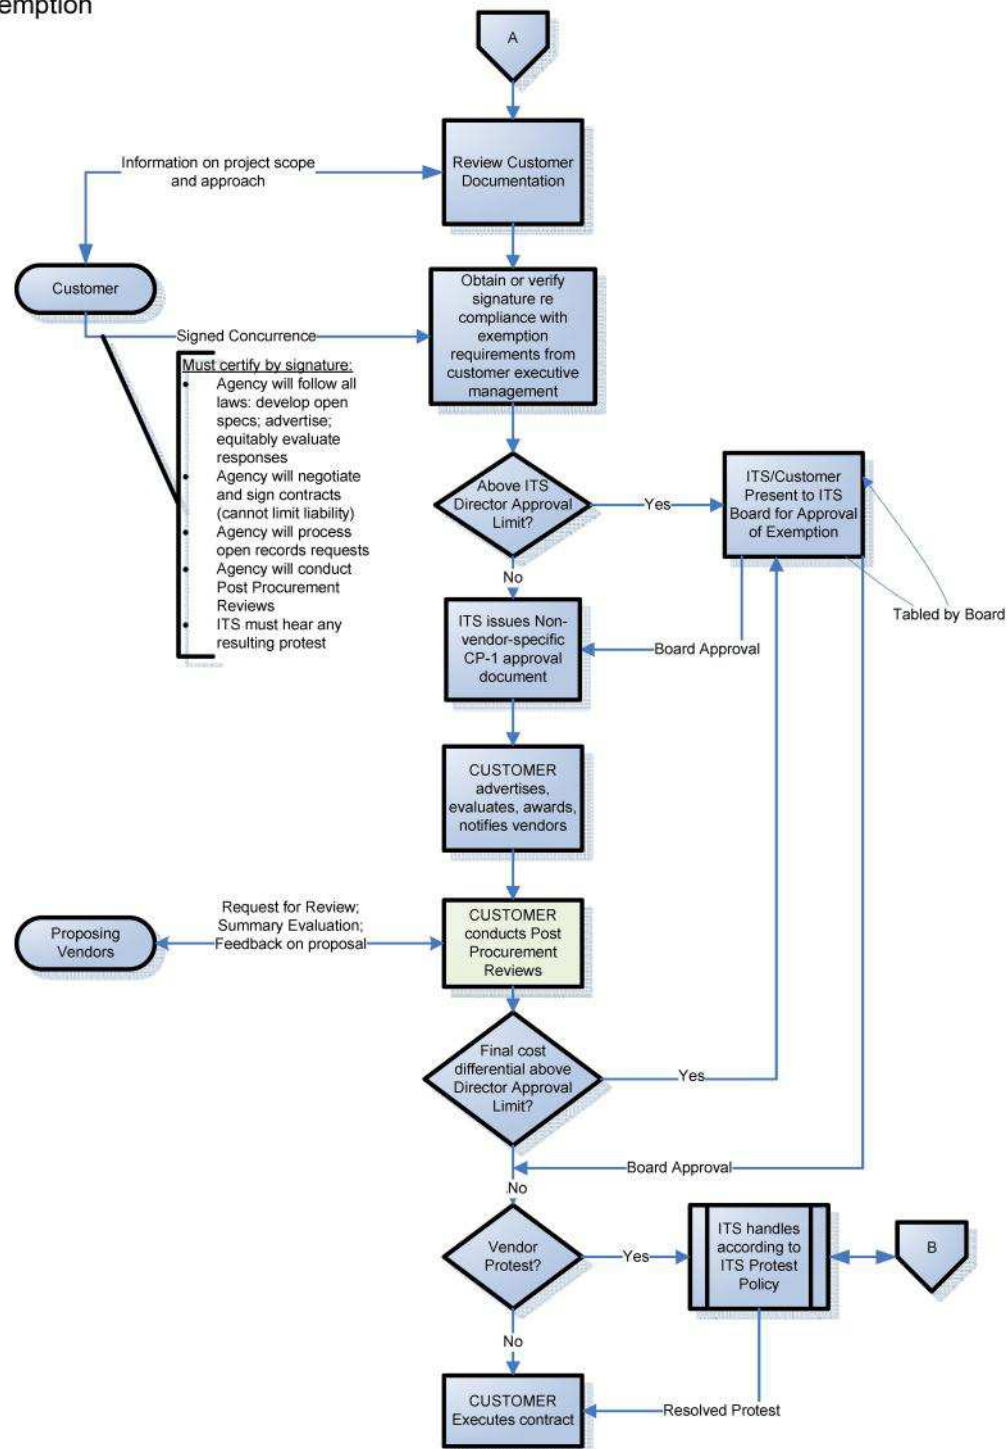 emption
A
Review Customer
Documentation
Information on project scope
and approach
Customer
Obtain or verify
signature re
compliance with
exemption
requirements from
customer executive
management
Signed Concurrence
Must certify by signature:
• Agency will follow all
laws: develop open
specs; advertise;
equitably evaluate
responses
• Agency will negotiate
and sign contracts
(cannot limit liability)
• Agency will process
open records requests
• Agency will conduct
Post Procurement
Reviews
• ITS must hear any
resulting protest
Above ITS
Director Approval
Limit?
Yes
ITS/Customer
Present to ITS
Board for Approval
of Exemption
Tabled by Board
No
ITS issues Non-
vendor-specific
CP-1 approval
document
Board Approval
CUSTOMER
advertises,
evaluates, awards,
notifies vendors
Proposing
Vendors
Request for Review;
Summary Evaluation;
Feedback on proposal
CUSTOMER
conducts Post
Procurement
Reviews
Final cost
differential above
Director Approval
Limit?
Yes
Board Approval
No
Vendor
Protest?
Yes
ITS handles
according to
ITS Protest
Policy
B
No
CUSTOMER
Executes contract
Resolved Protest